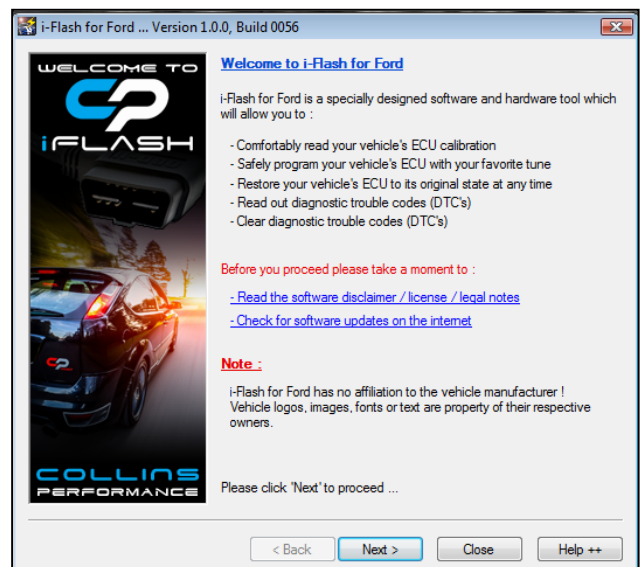 i-Flash for Ford ... Version 1.0.0, Build 0056
WELCOME TO
CP
iFLASH
Welcome to i-Flash for Ford
i-Flash for Ford is a specially designed software and hardware tool which
will allow you to :
- Comfortably read your vehicle's ECU calibration
- Safely program your vehicle's ECU with your favorite tune
- Restore your vehicle's ECU to its original state at any time
- Read out diagnostic trouble codes (DTC's)
- Clear diagnostic trouble codes (DTC's)
Before you proceed please take a moment to :
- Read the software disclaimer / license / legal notes
- Check for software updates on the internet
Note :
i-Flash for Ford has no affiliation to the vehicle manufacturer !
Vehicle logos, images, fonts or text are property of their respective
owners.
CP
COLLINS
PERFORMANCE
Please click 'Next' to proceed ...
< Back
Next >
Close
Help ++